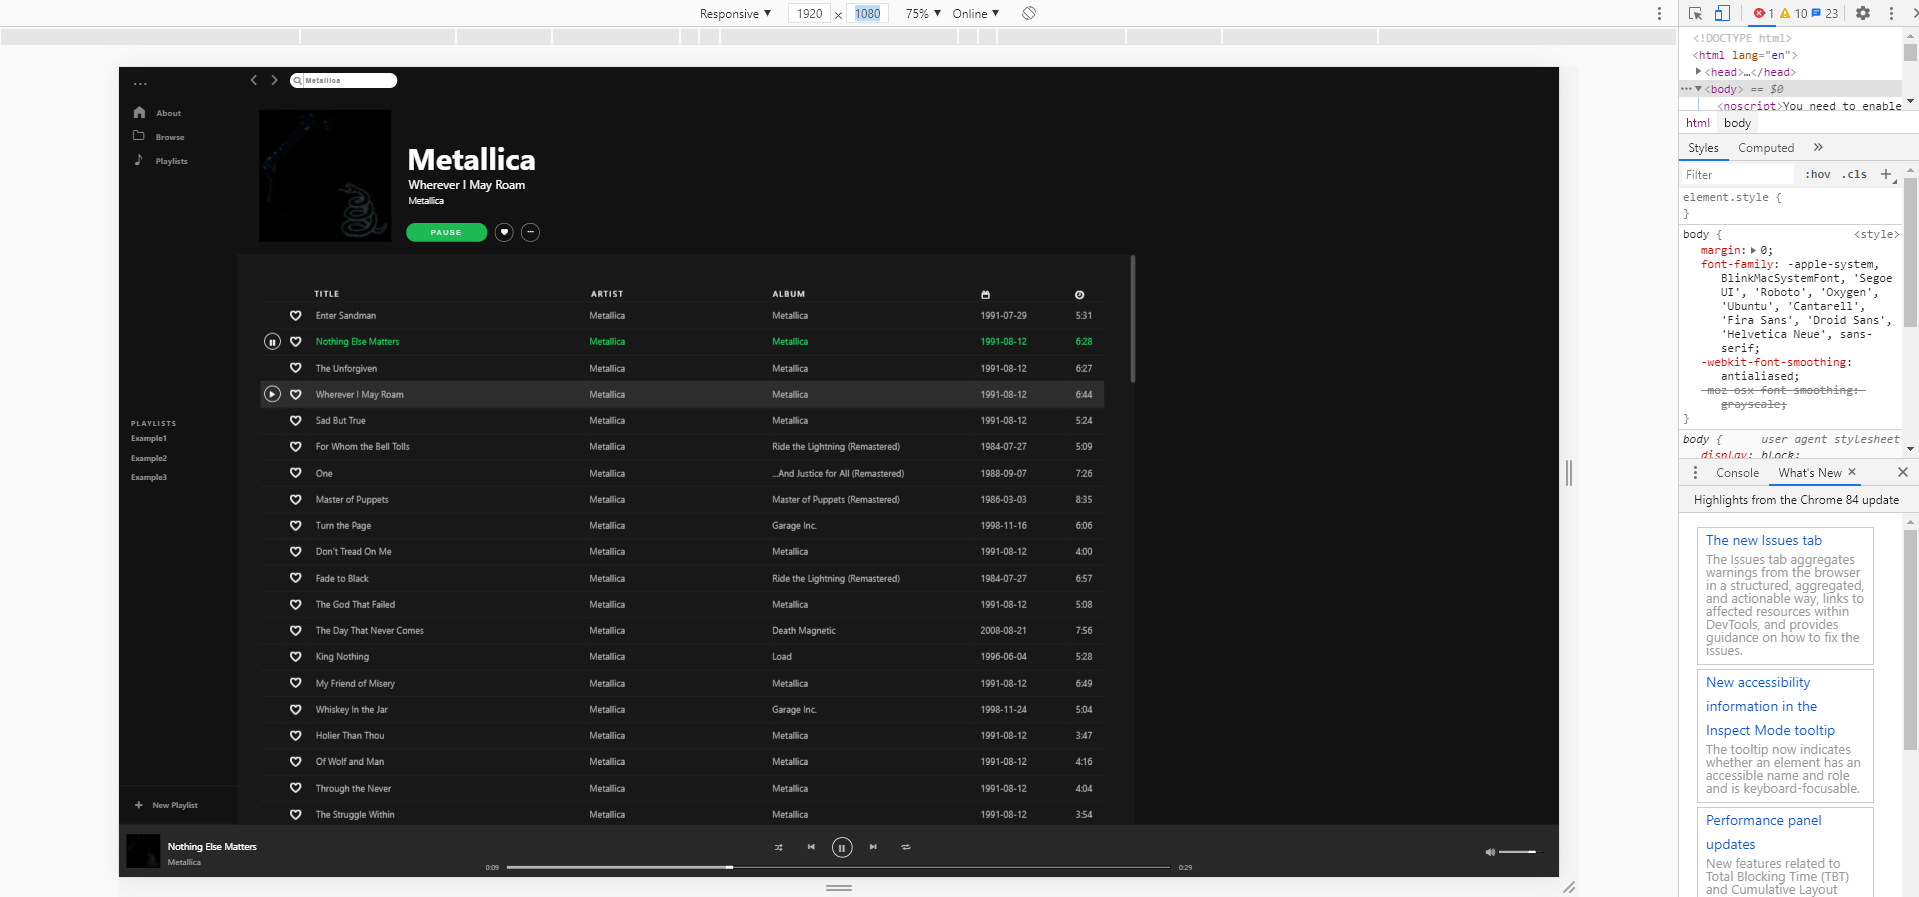 Responsive ▼ 1920 × 1080 75% ▼ Online ▼
1 10 23
<!DOCTYPE html>
<html lang="en">
<head>…</head>
<body> == $0
<noscript>You need to enable
html body
Styles Computed »
Filter :hov .cls +
element.style {
}
body { <style>
margin: 0;
font-family: -apple-system,
BlinkMacSystemFont, 'Segoe
UI', 'Roboto', 'Oxygen',
'Ubuntu', 'Cantarell',
'Fira Sans', 'Droid Sans',
'Helvetica Neue', sans-
serif;
-webkit-font-smoothing:
antialiased;
-moz-osx-font-smoothing:
grayscale;
}
body { user agent stylesheet
display: block;
Console What's New ×
Highlights from the Chrome 84 update
The new Issues tab
The Issues tab aggregates
warnings from the browser
in a structured, aggregated,
and actionable way, links to
affected resources within
DevTools, and provides
guidance on how to fix the
issues.
New accessibility
information in the
Inspect Mode tooltip
The tooltip now indicates
whether an element has an
accessible name and role
and is keyboard-focusable.
Performance panel
updates
New features related to
Total Blocking Time (TBT)
and Cumulative Layout
...
About
Browse
Playlists
PLAYLISTS
Example1
Example2
Example3
+ New Playlist
Metallica
Metallica
Wherever I May Roam
Metallica
PAUSE
TITLE ARTIST ALBUM
Enter Sandman Metallica Metallica 1991-07-29 5:31
Nothing Else Matters Metallica Metallica 1991-08-12 6:28
The Unforgiven Metallica Metallica 1991-08-12 6:27
Wherever I May Roam Metallica Metallica 1991-08-12 6:44
Sad But True Metallica Metallica 1991-08-12 5:24
For Whom the Bell Tolls Metallica Ride the Lightning (Remastered) 1984-07-27 5:09
One Metallica ...And Justice for All (Remastered) 1988-09-07 7:26
Master of Puppets Metallica Master of Puppets (Remastered) 1986-03-03 8:35
Turn the Page Metallica Garage Inc. 1998-11-16 6:06
Don't Tread On Me Metallica Metallica 1991-08-12 4:00
Fade to Black Metallica Ride the Lightning (Remastered) 1984-07-27 6:57
The God That Failed Metallica Metallica 1991-08-12 5:08
The Day That Never Comes Metallica Death Magnetic 2008-08-21 7:56
King Nothing Metallica Load 1996-06-04 5:28
My Friend of Misery Metallica Metallica 1991-08-12 6:49
Whiskey In the Jar Metallica Garage Inc. 1998-11-24 5:04
Holier Than Thou Metallica Metallica 1991-08-12 3:47
Of Wolf and Man Metallica Metallica 1991-08-12 4:16
Through the Never Metallica Metallica 1991-08-12 4:04
The Struggle Within Metallica Metallica 1991-08-12 3:54
Nothing Else Matters
Metallica
0:09 0:29